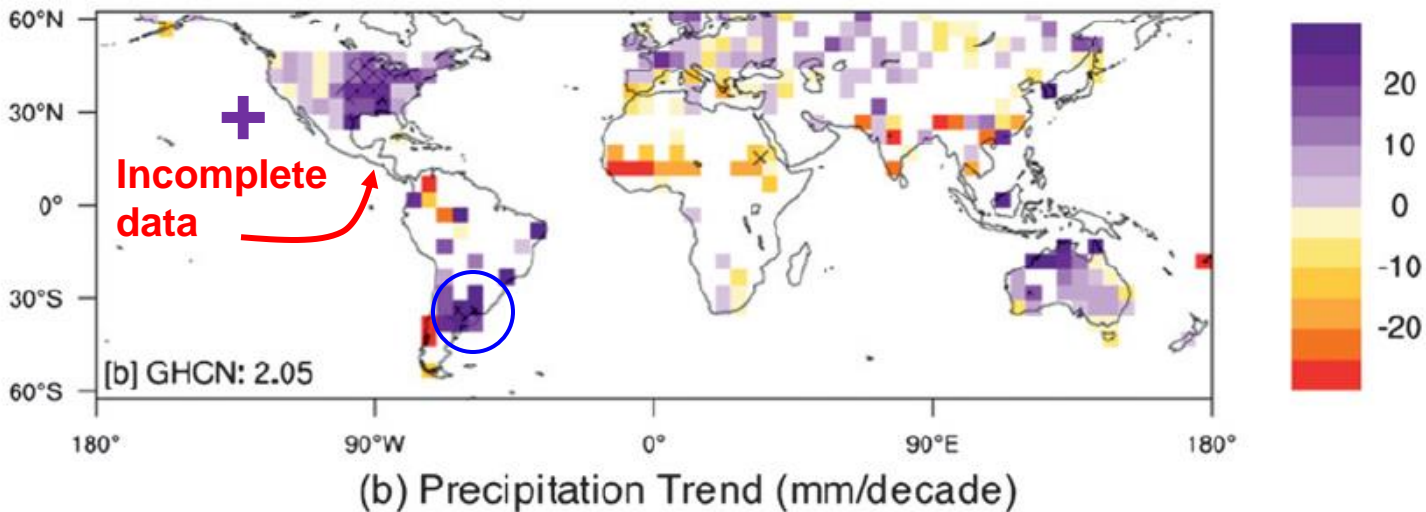 60°N
30°N
0°
30°S
60°S
+
Incomplete
data
[b] GHCN: 2.05
180°
90°W
0°
90°E
180°
20
10
0
-10
-20
(b) Precipitation Trend (mm/decade)